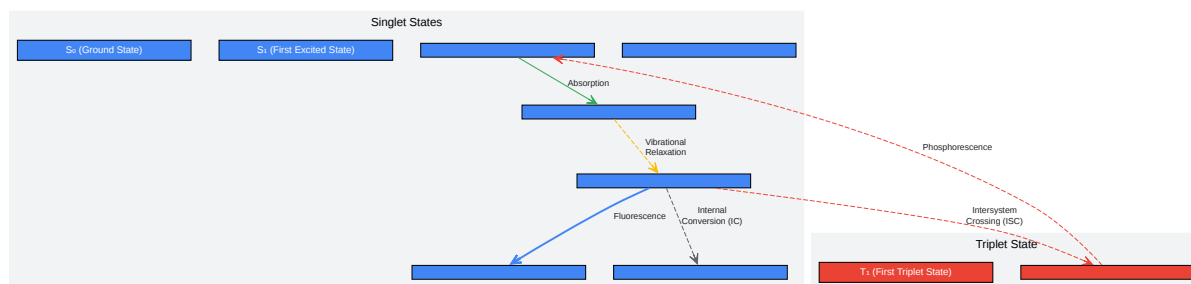 Singlet States
S₀ (Ground State)
S₁ (First Excited State)
Absorption
Vibrational
Relaxation
Phosphorescence
Fluorescence
Internal
Conversion (IC)
Intersystem
Crossing (ISC)
Triplet State
T₁ (First Triplet State)